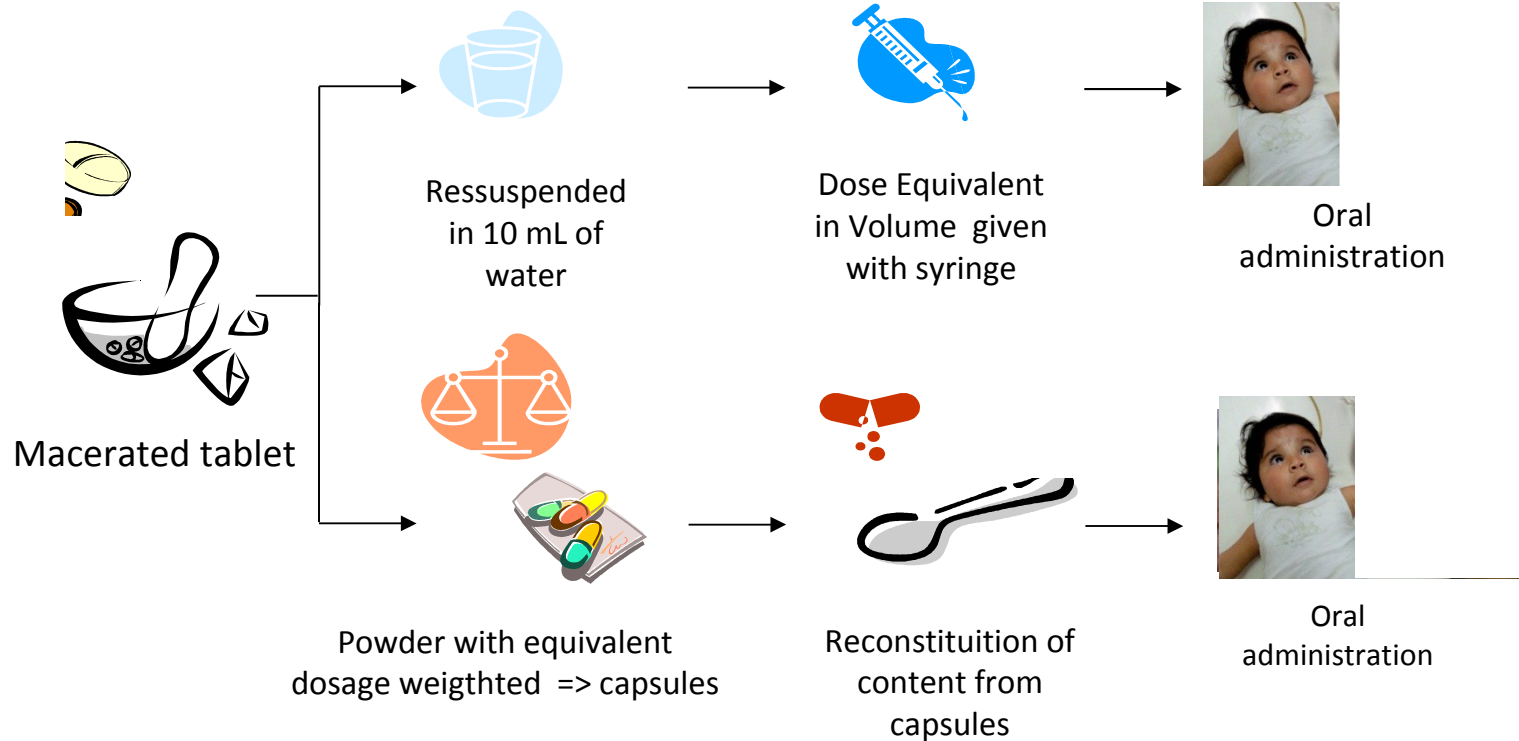 Macerated tablet
Ressuspended
in 10 mL of
water
Dose Equivalent
in Volume given
with syringe
Oral
administration
Powder with equivalent
dosage weigthted => capsules
Reconstituition of
content from
capsules
Oral
administration